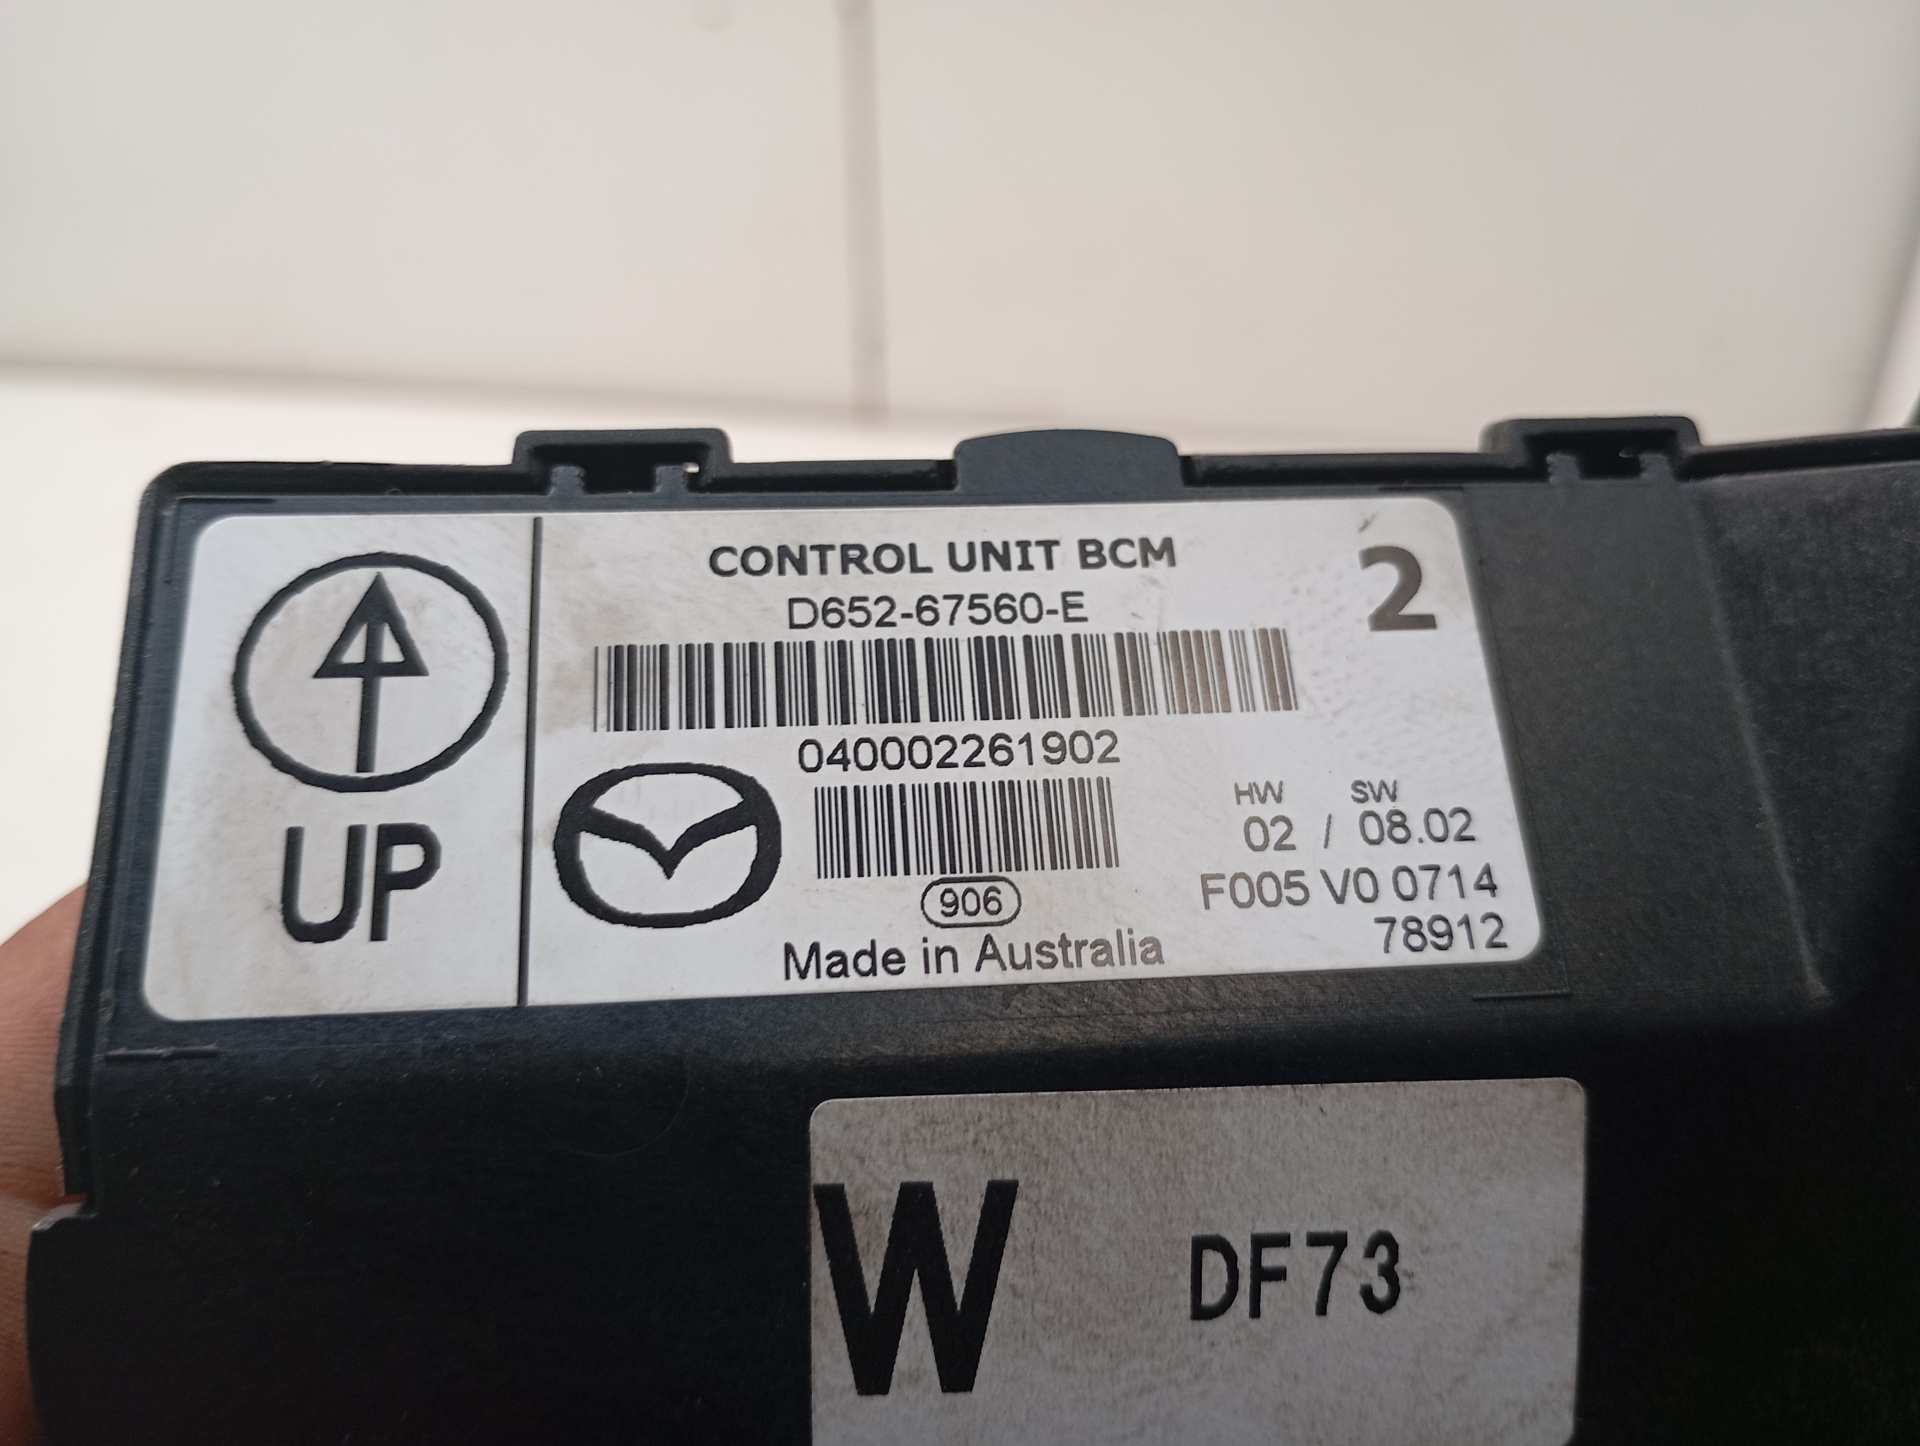 CONTROL UNIT BCM
2
D652-67560-E
040002261902
HW SW
02 / 08.02
F005 V0 0714
78912
906
Made in Australia
UP
W DF73